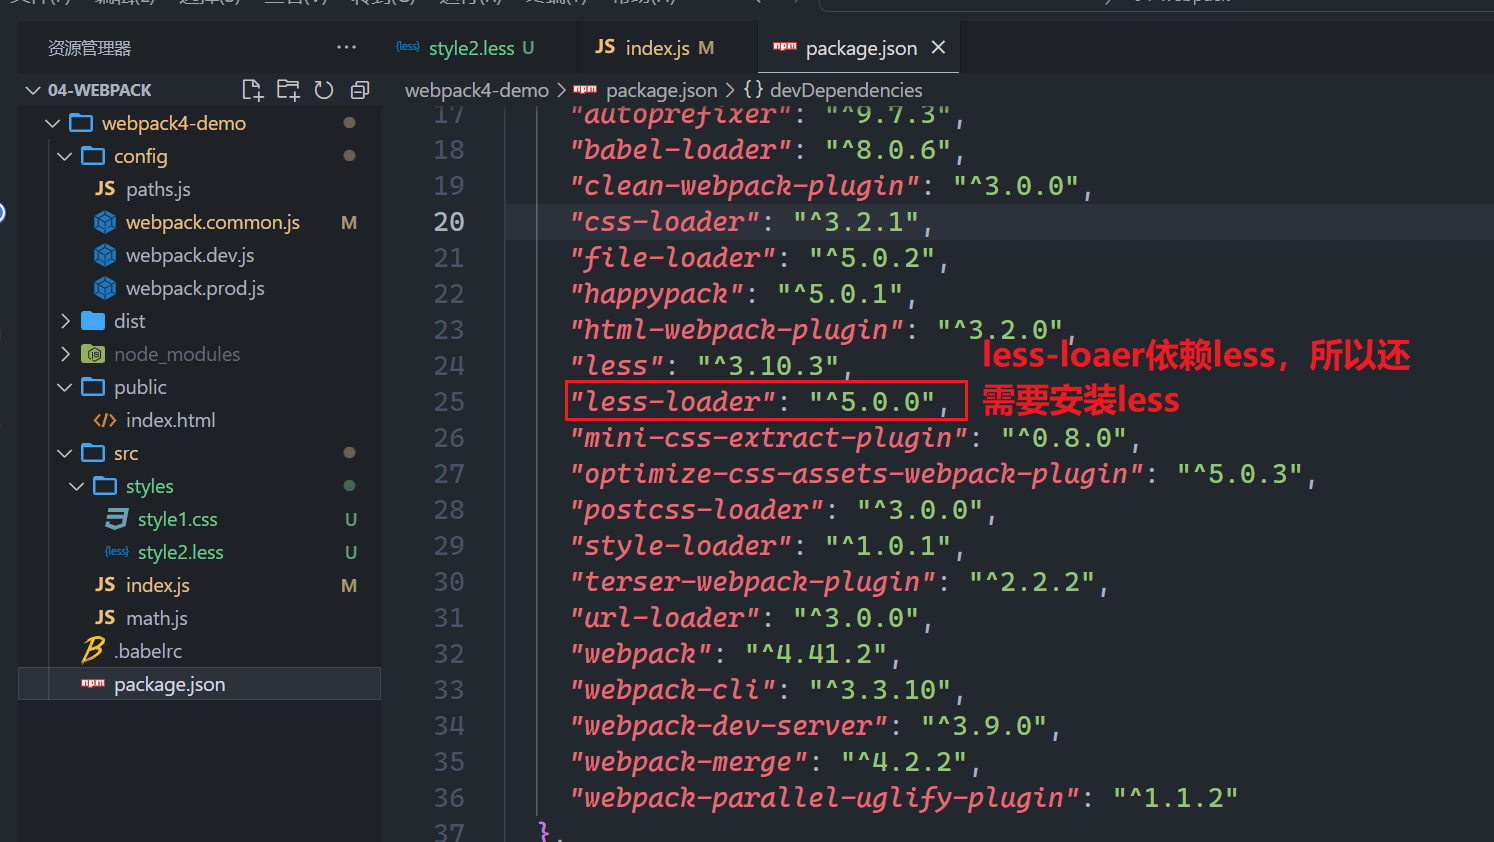 资源管理器
···
style2.less U
JS index.js M
package.json
04-WEBPACK
webpack4-demo > package.json > {} devDependencies
webpack4-demo
config
JS paths.js
webpack.common.js M
webpack.dev.js
webpack.prod.js
dist
node_modules
public
index.html
src
styles
style1.css U
{less} style2.less U
JS index.js M
JS math.js
.babelrc
package.json
17 "autoprefixer": "^9.7.3",
18 "babel-loader": "^8.0.6",
19 "clean-webpack-plugin": "^3.0.0",
20 "css-loader": "^3.2.1",
21 "file-loader": "^5.0.2",
22 "happypack": "^5.0.1",
23 "html-webpack-plugin": "^3.2.0",
24 "less": "^3.10.3",
25 "less-loader": "^5.0.0",
26 "mini-css-extract-plugin": "^0.8.0",
27 "optimize-css-assets-webpack-plugin": "^5.0.3",
28 "postcss-loader": "^3.0.0",
29 "style-loader": "^1.0.1",
30 "terser-webpack-plugin": "^2.2.2",
31 "url-loader": "^3.0.0",
32 "webpack": "^4.41.2",
33 "webpack-cli": "^3.3.10",
34 "webpack-dev-server": "^3.9.0",
35 "webpack-merge": "^4.2.2",
36 "webpack-parallel-uglify-plugin": "^1.1.2"
37 },
less-loaer依赖less，所以还
需要安装less